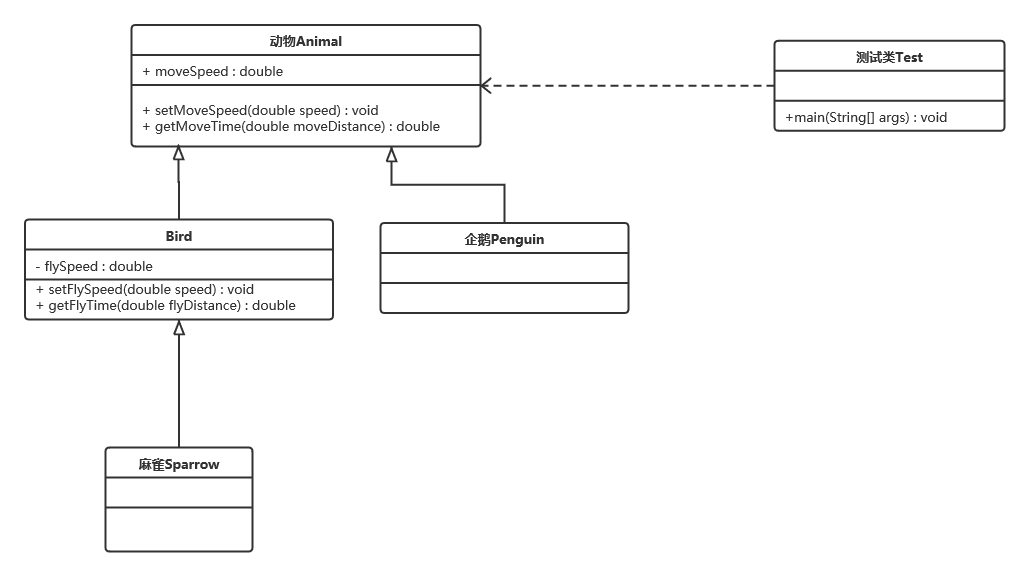 动物Animal
+ moveSpeed : double
+ setMoveSpeed(double speed) : void
+ getMoveTime(double moveDistance) : double
测试类Test
+main(String[] args) : void
Bird
- flySpeed : double
+ setFlySpeed(double speed) : void
+ getFlyTime(double flyDistance) : double
企鹅Penguin
麻雀Sparrow